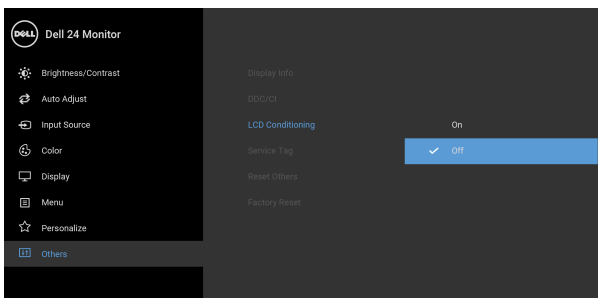 DELL Dell 24 Monitor
Brightness/Contrast
Display Info
Auto Adjust
DDC/CI
Input Source
LCD Conditioning
On
Color
Service Tag
Off
Display
Reset Others
Menu
Factory Reset
Personalize
Others